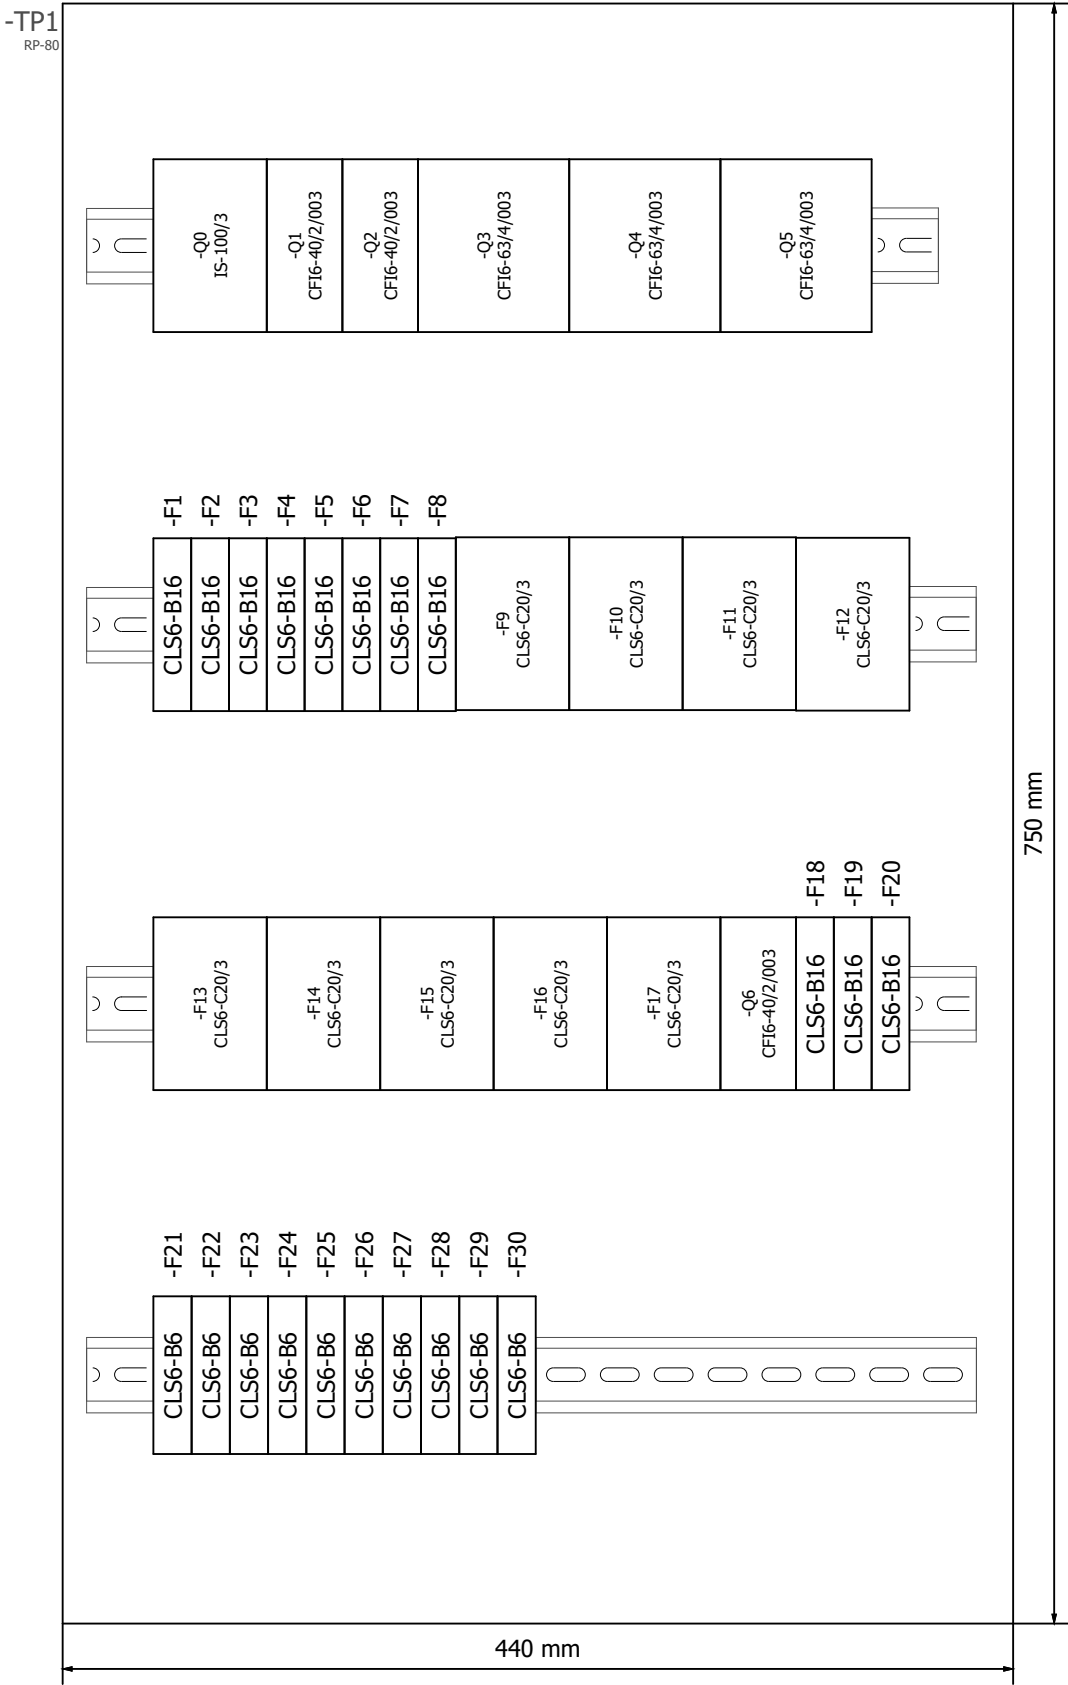 -TP1
RP-80
-Q0
IS-100/3
-Q1
CFI6-40/2/003
-Q2
CFI6-40/2/003
-Q3
CFI6-63/4/003
-Q4
CFI6-63/4/003
-Q5
CFI6-63/4/003
-F1
-F2
-F3
-F4
-F5
-F6
-F7
-F8
CLS6-B16
CLS6-B16
CLS6-B16
CLS6-B16
CLS6-B16
CLS6-B16
CLS6-B16
CLS6-B16
-F9
CLS6-C20/3
-F10
CLS6-C20/3
-F11
CLS6-C20/3
-F12
CLS6-C20/3
750 mm
-F18
-F19
-F20
-F13
CLS6-C20/3
-F14
CLS6-C20/3
-F15
CLS6-C20/3
-F16
CLS6-C20/3
-F17
CLS6-C20/3
-Q6
CFI6-40/2/003
CLS6-B16
CLS6-B16
CLS6-B16
-F21
-F22
-F23
-F24
-F25
-F26
-F27
-F28
-F29
-F30
CLS6-B6
CLS6-B6
CLS6-B6
CLS6-B6
CLS6-B6
CLS6-B6
CLS6-B6
CLS6-B6
CLS6-B6
CLS6-B6
440 mm